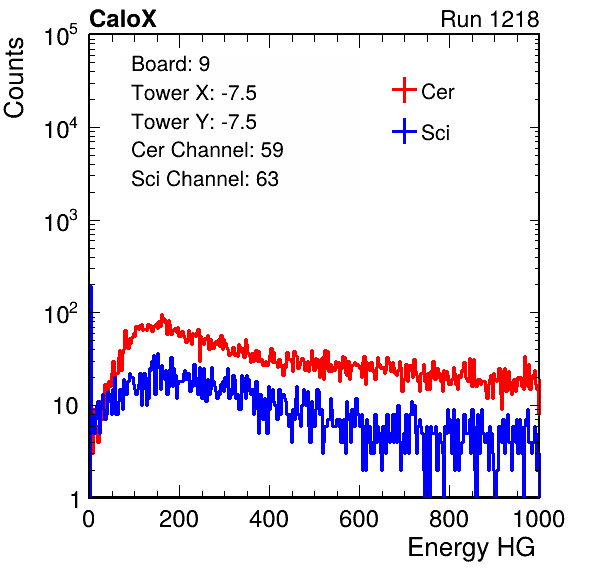 CaloX
Run 1218
Counts
10^5
10^4
10^3
10^2
10
1
Board: 9
Tower X: -7.5
Tower Y: -7.5
Cer Channel: 59
Sci Channel: 63
Cer
Sci
0 200 400 600 800 1000
Energy HG